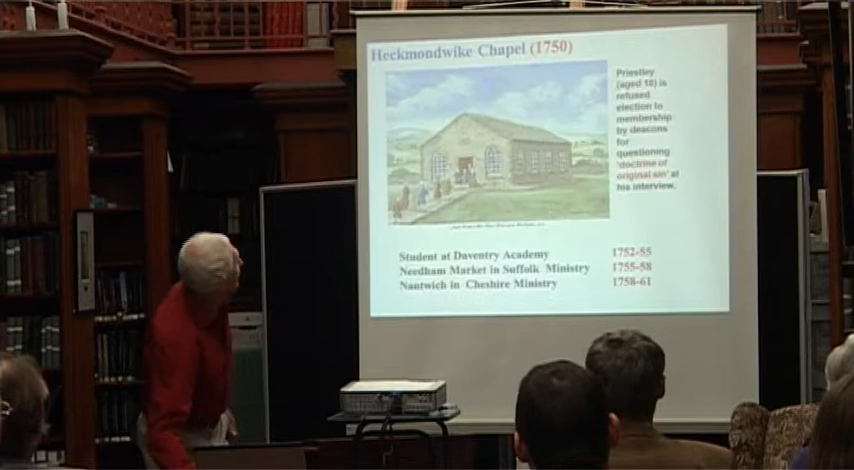 Heckmondwike Chapel (1750)
Priestley
(aged 18) is
refused
election to
membership
by deacons
for
questioning
'doctrine of
original sin' at
his interview.
Student at Daventry Academy 1752-55
Needham Market in Suffolk Ministry 1755-58
Nantwich in Cheshire Ministry 1758-61